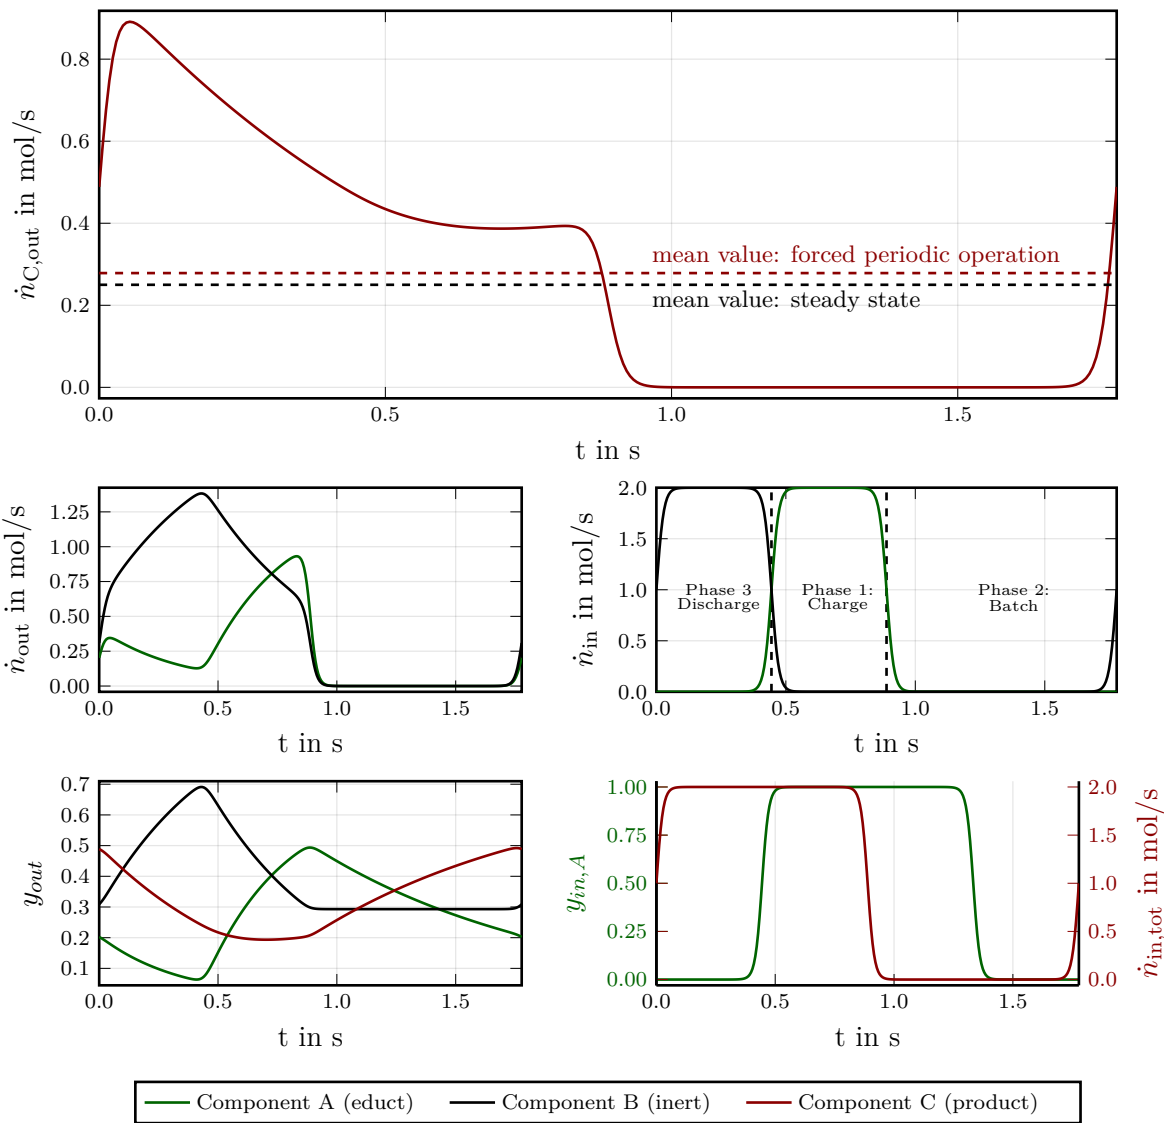 0.8
0.6
0.4
0.2
0.0
ṅC,out in mol/s
mean value: forced periodic operation
mean value: steady state
0.0 0.5 1.0 1.5
t in s
1.25
1.00
0.75
0.50
0.25
0.00
ṅout in mol/s
0.0 0.5 1.0 1.5
t in s
2.0
1.5
1.0
0.5
0.0
ṅin in mol/s
Phase 3
Discharge
Phase 1:
Charge
Phase 2:
Batch
0.0 0.5 1.0 1.5
t in s
0.7
0.6
0.5
0.4
0.3
0.2
0.1
yout
0.0 0.5 1.0 1.5
t in s
1.00
0.75
0.50
0.25
0.00
yin,A
2.0
1.5
1.0
0.5
0.0
ṅin,tot in mol/s
0.0 0.5 1.0 1.5
t in s
Component A (educt) Component B (inert) Component C (product)